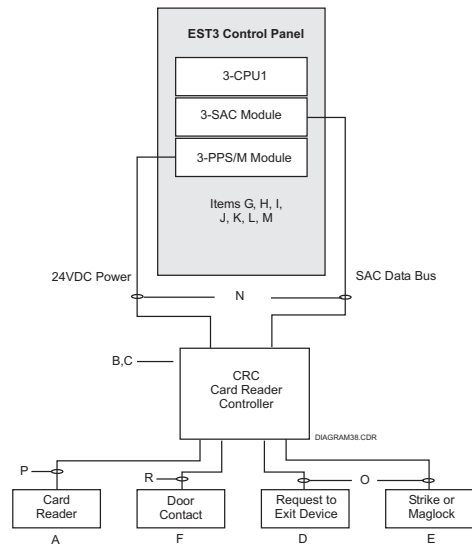 EST3 Control Panel
3-CPU1
3-SAC Module
3-PPS/M Module
Items G, H, I,
J, K, L, M
24VDC Power
N
SAC Data Bus
B,C
CRC
Card Reader
Controller
DIAGRAM38.CDR
P
R
O
Card
Reader
Door
Contact
Request to
Exit Device
Strike or
Maglock
A
F
D
E